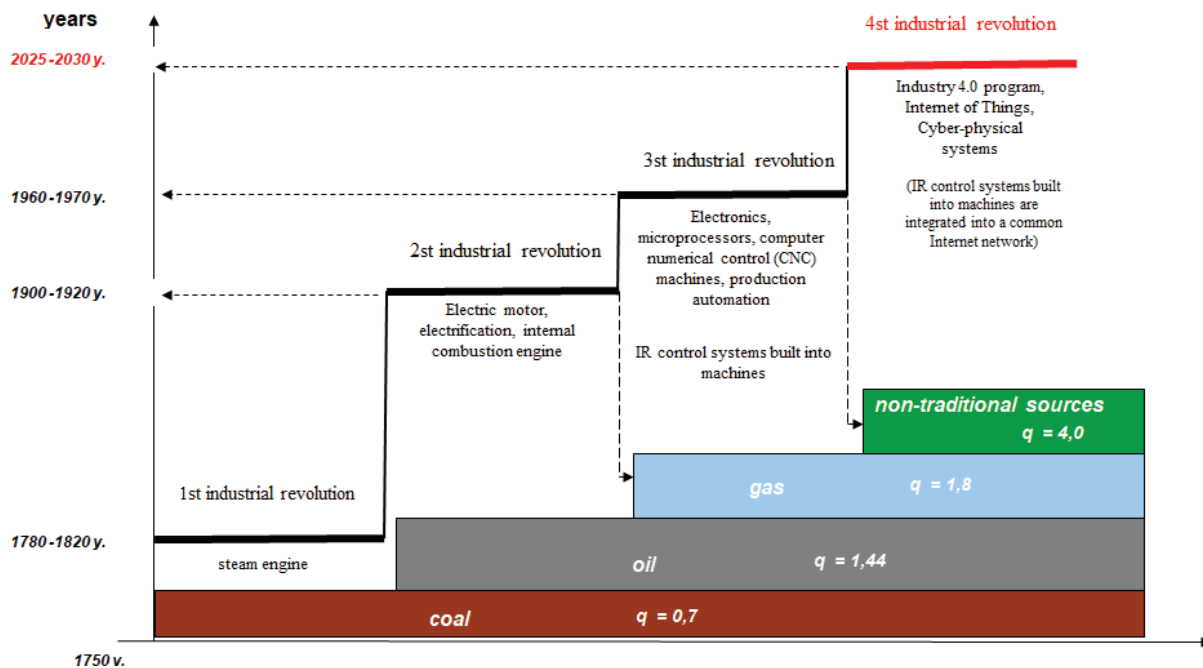 years
4st industrial revolution
2025-2030 y.
Industry 4.0 program,
Internet of Things,
Cyber-physical
systems
(IR control systems built
into machines are
integrated into a common
Internet network)
3st industrial revolution
1960-1970 y.
Electronics,
microprocessors, computer
numerical control (CNC)
machines, production
automation
IR control systems built into
machines
2st industrial revolution
1900-1920 y.
Electric motor,
electrification, internal
combustion engine
non-traditional sources
q = 4,0
gas q = 1,8
1st industrial revolution
1780-1820 y.
steam engine
oil q = 1,44
coal q = 0,7
1750 y.